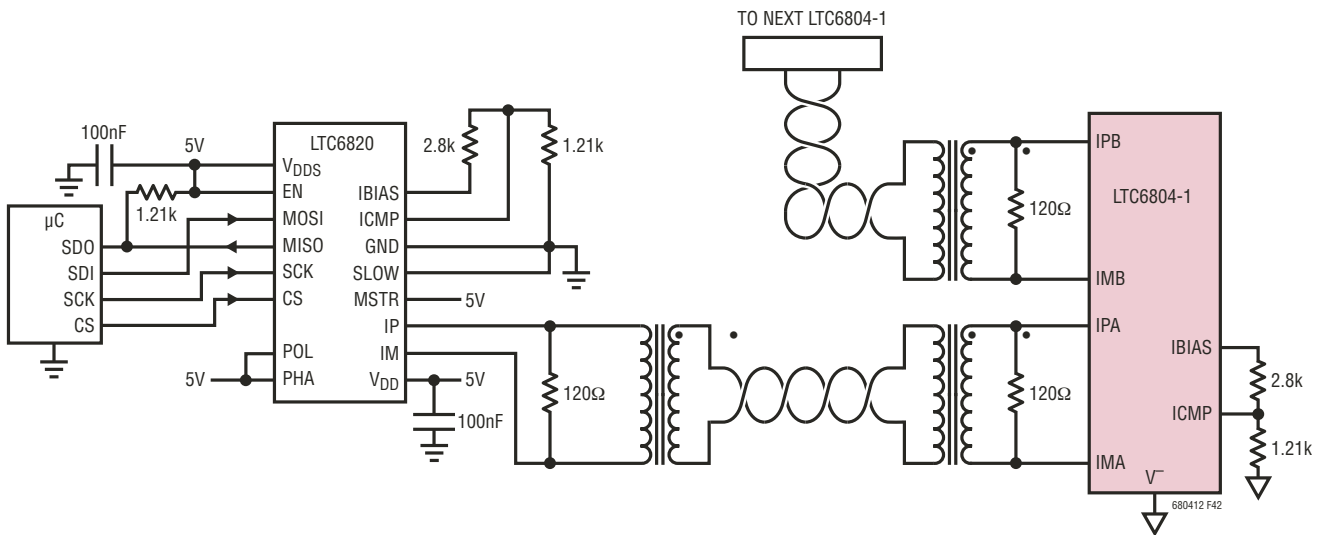 TO NEXT LTC6804-1
100nF
5V
1.21k
µC
SDO
SDI
SCK
CS
5V
LTC6820
VDDS
EN
MOSI
MISO
SCK
CS
POL
PHA
IBIAS
ICMP
GND
SLOW
MSTR
IP
IM
VDD
2.8k
1.21k
5V
5V
100nF
120Ω
120Ω
120Ω
IPB
LTC6804-1
IMB
IPA
IBIAS
ICMP
IMA
V–
2.8k
1.21k
680412 F42